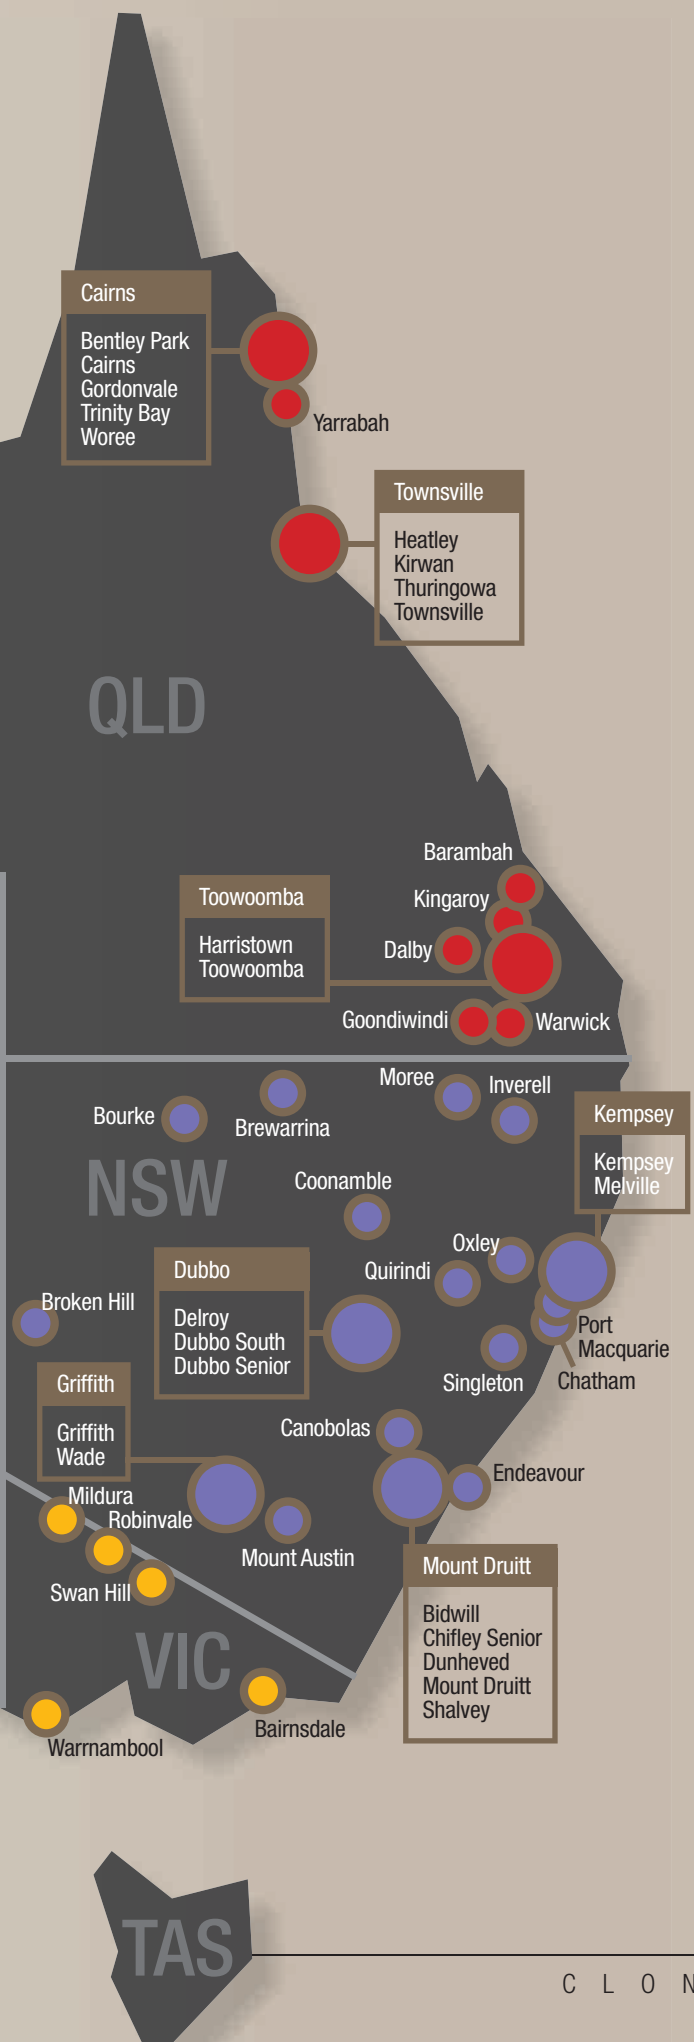 Cairns
Bentley Park
Cairns
Gordonvale
Trinity Bay
Woree
Yarrabah
Townsville
Heatley
Kirwan
Thuringowa
Townsville
QLD
Barambah
Kingaroy
Dalby
Toowoomba
Harristown
Toowoomba
Goondiwindi
Warwick
Moree
Inverell
Bourke
Brewarrina
Kempsey
Kempsey
Melville
NSW
Coonamble
Oxley
Quirindi
Dubbo
Delroy
Dubbo South
Dubbo Senior
Broken Hill
Port
Macquarie
Chatham
Singleton
Griffith
Griffith
Wade
Canobolas
Endeavour
Mildura
Robinvale
Mount Austin
Swan Hill
Mount Druitt
Bidwill
Chifley Senior
Dunheved
Mount Druitt
Shalvey
VIC
Bairnsdale
Warrnambool
TAS
C L O N